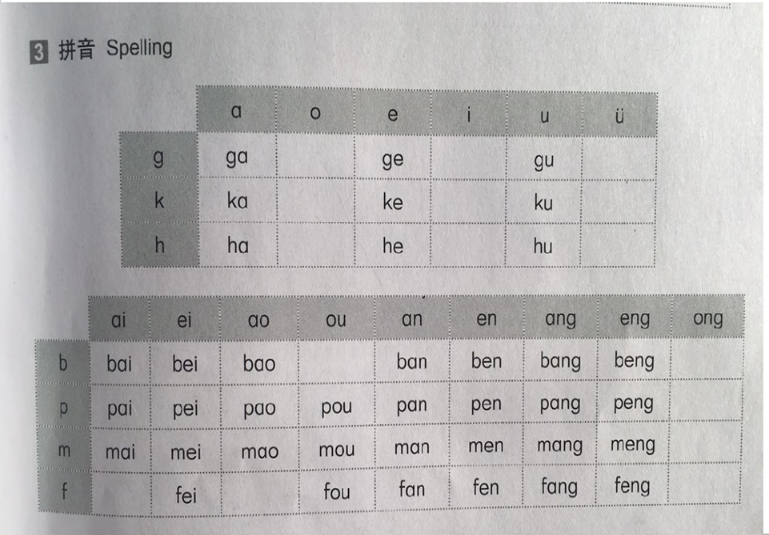 3 拼音 Spelling
a o e i u ü
g ga ge gu
k ka ke ku
h ha he hu
ai ei ao ou an en ang eng ong
b bai bei bao ban ben bang beng
p pai pei pao pou pan pen pang peng
m mai mei mao mou man men mang meng
f fei fou fan fen fang feng